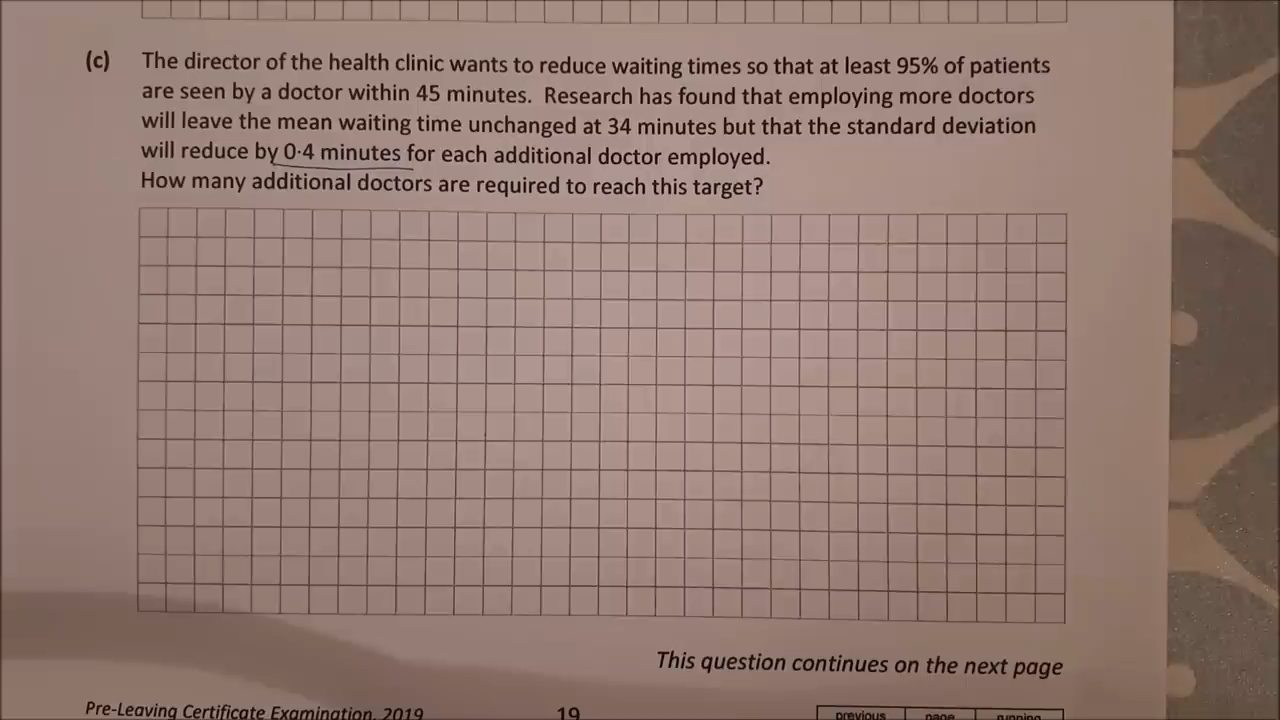 (c) The director of the health clinic wants to reduce waiting times so that at least 95% of patients
are seen by a doctor within 45 minutes. Research has found that employing more doctors
will leave the mean waiting time unchanged at 34 minutes but that the standard deviation
will reduce by 0·4 minutes for each additional doctor employed.
How many additional doctors are required to reach this target?
This question continues on the next page
Pre-Leaving Certificate Examination, 2019
19
previous page running